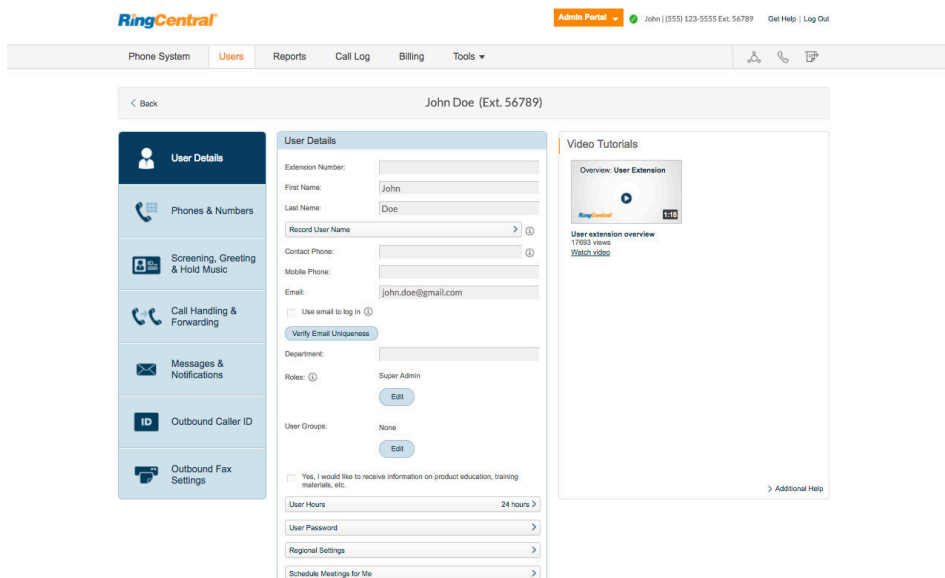 RingCentral®
Admin Portal
John | (555) 123-5555 Ext. 56789
Get Help | Log Out
Phone System
Users
Reports
Call Log
Billing
Tools
Back
John Doe (Ext. 56789)
User Details
Phones & Numbers
Screening, Greeting
& Hold Music
Call Handling &
Forwarding
Messages &
Notifications
ID
Outbound Caller ID
Outbound Fax
Settings
User Details
Extension Number:
First Name: John
Last Name: Doe
Record User Name
Contact Phone:
Mobile Phone:
Email: john.doe@gmail.com
Use email to log in
Verify Email Uniqueness
Department:
Roles: Super Admin
Edit
User Groups: None
Edit
Yes, I would like to receive information on product education, training
materials, etc.
User Hours 24 hours
User Password
Regional Settings
Schedule Meetings for Me
Video Tutorials
Overview: User Extension
RingCentral
1:18
User extension overview
17693 views
Watch video
Additional Help